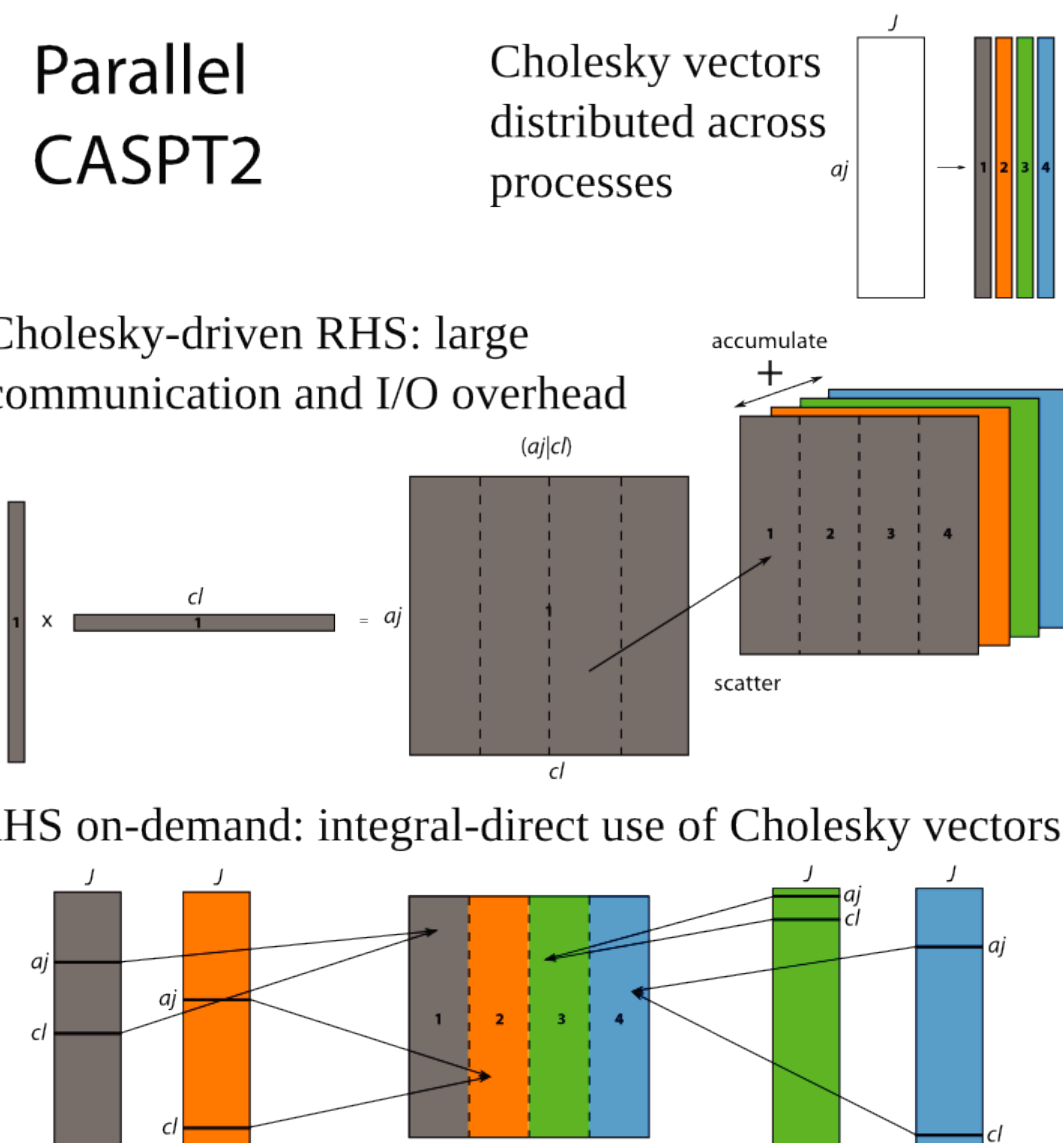 Parallel
CASPT2
Cholesky vectors
distributed across
processes
J
aj
1 2 3 4
Cholesky-driven RHS: large
communication and I/O overhead
accumulate
+
(aj|cl)
1 x
cl
1
= aj
1
cl
1 2 3 4
scatter
HS on-demand: integral-direct use of Cholesky vectors
J J J J
aj
cl
aj
cl
1 2 3 4
aj
cl
aj
cl